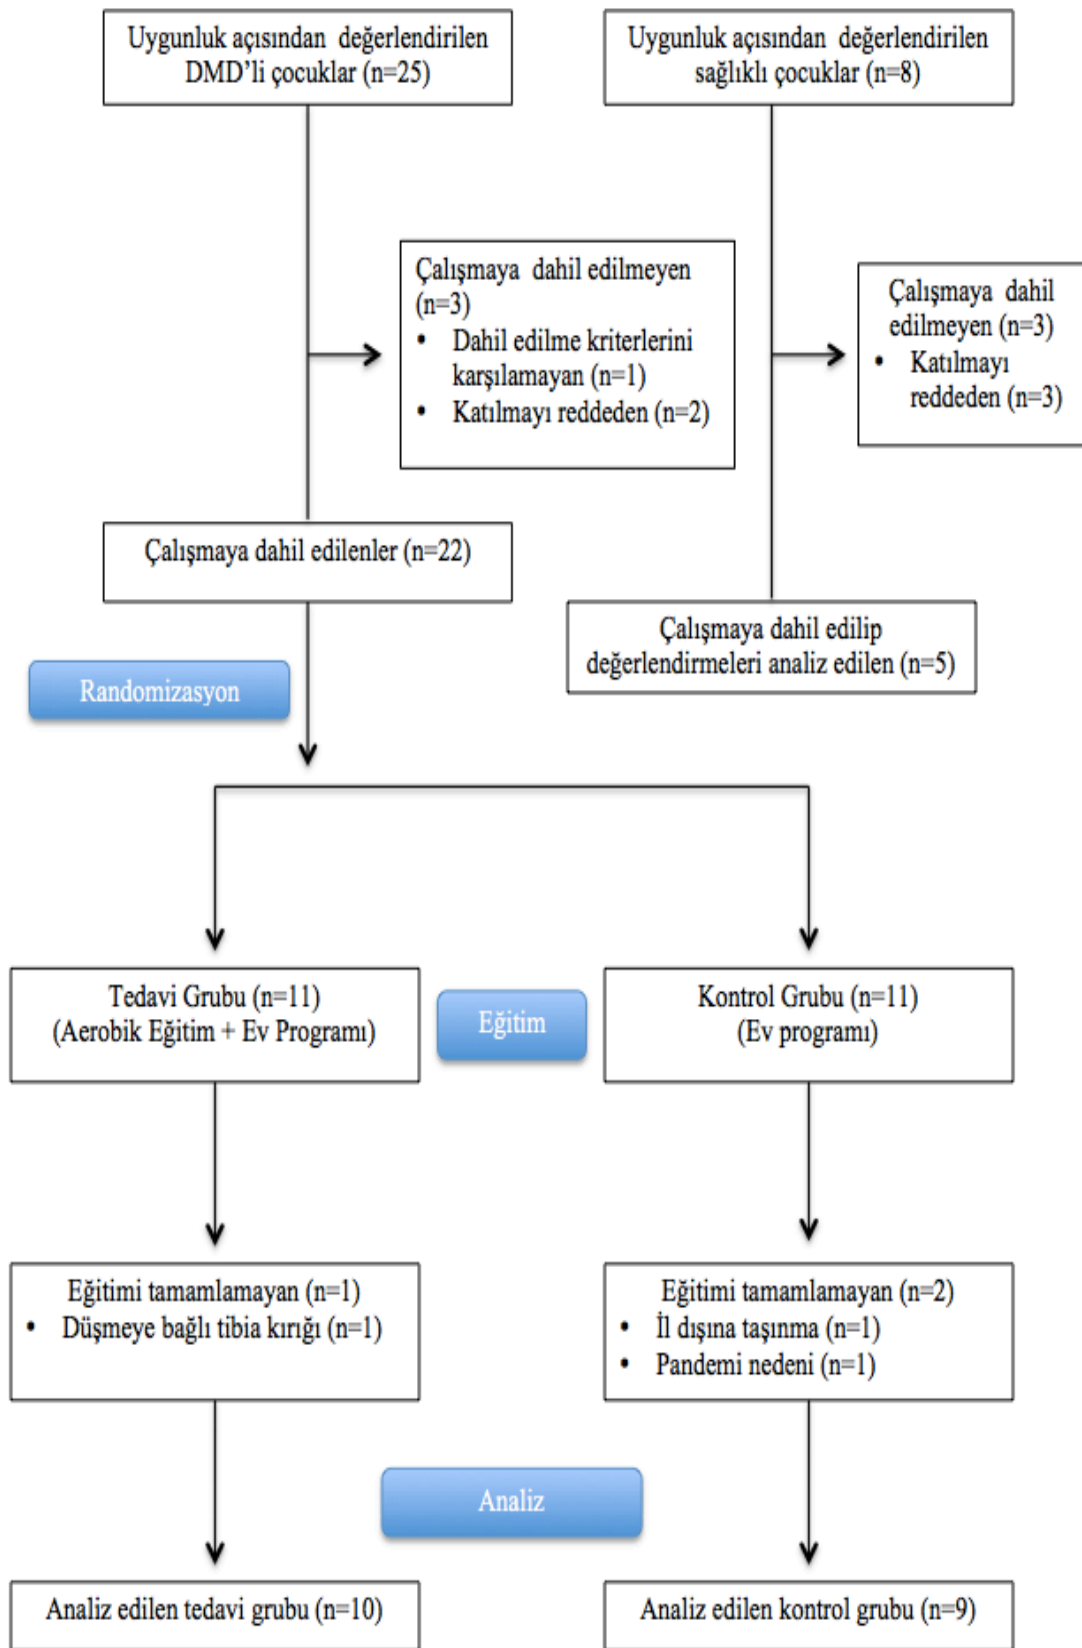 Uygunluk açısından  değerlendirilen
DMD'li çocuklar (n=25)
Uygunluk açısından  değerlendirilen
sağlıklı çocuklar (n=8)
Çalışmaya  dahil edilmeyen
(n=3)
• Dahil edilme kriterlerini
karşılamayan (n=1)
• Katılmayı reddeden (n=2)
Çalışmaya  dahil
edilmeyen (n=3)
• Katılmayı
reddeden (n=3)
Çalışmaya dahil edilenler (n=22)
Çalışmaya dahil edilip
değerlendirmeleri analiz edilen (n=5)
Randomizasyon
Tedavi Grubu (n=11)
(Aerobik Eğitim + Ev Programı)
Eğitim
Kontrol Grubu (n=11)
(Ev programı)
Eğitimi tamamlamayan (n=1)
• Düşmeye bağlı tibia kırığı (n=1)
Eğitimi tamamlamayan (n=2)
• İl dışına taşınma (n=1)
• Pandemi nedeni (n=1)
Analiz
Analiz edilen tedavi grubu (n=10)
Analiz edilen kontrol grubu (n=9)